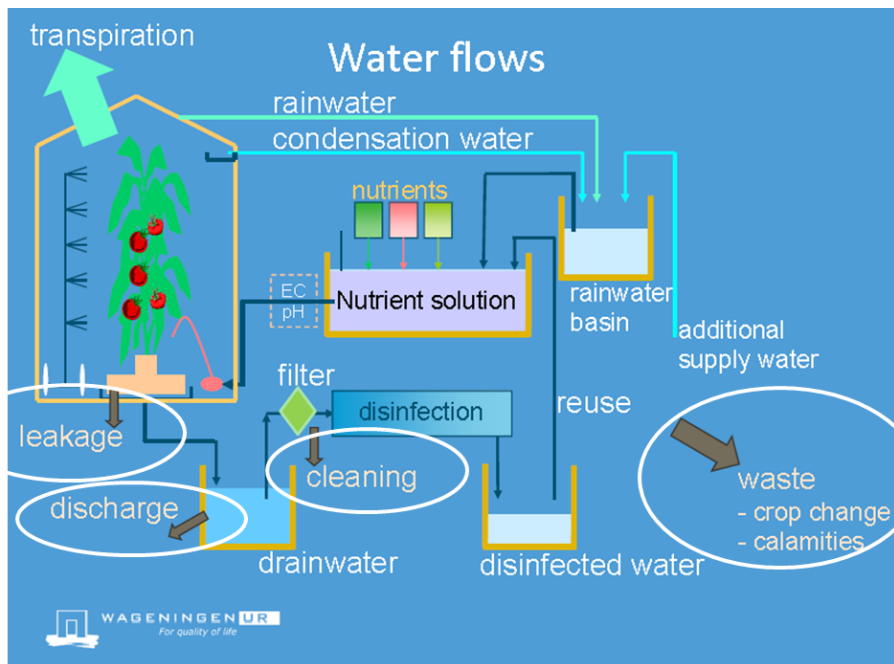 transpiration
Water flows
rainwater
condensation water
nutrients
EC
pH
Nutrient solution
rainwater
basin
additional
supply water
filter
disinfection
reuse
leakage
cleaning
waste
- crop change
- calamities
discharge
drainwater
disinfected water
WAGENINGEN UR
For quality of life